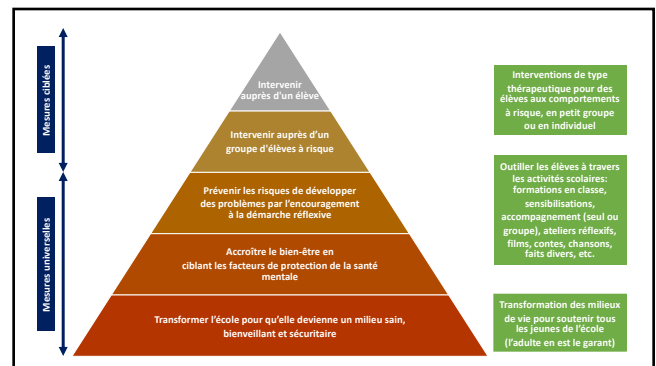 Mesures ciblées
Mesures universelles
Intervenir
auprès d'un élève
Intervenir auprès d'un
groupe d'élèves à risque
Prévenir les risques de développer
des problèmes par l'encouragement
à la démarche réflexive
Accroître le bien-être en
ciblant les facteurs de protection de la santé
mentale
Transformer l'école pour qu'elle devienne un milieu sain,
bienveillant et sécuritaire
Interventions de type
thérapeutique pour des
élèves aux comportements
à risque, en petit groupe
ou en individuel
Outiller les élèves à travers
les activités scolaires:
formations en classe,
sensibilisations,
accompagnement (seul ou
groupe), ateliers réflexifs,
films, contes, chansons,
faits divers, etc.
Transformation des milieux
de vie pour soutenir tous
les jeunes de l'école
(l'adulte en est le garant)